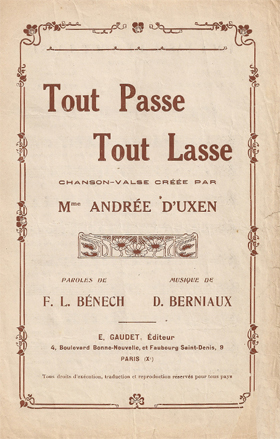 Tout Passe
Tout Lasse
CHANSON-VALSE CRÉÉE PAR
Mme ANDRÉE D'UXEN
PAROLES DE
F. L. BÉNECH
MUSIQUE DE
D. BERNIAUX
E. GAUDET, Éditeur
4, Boulevard Bonne-Nouvelle, et Faubourg Saint-Denis, 9
PARIS (Xe)
Tous droits d'exécution, traduction et reproduction réservés pour tous pays